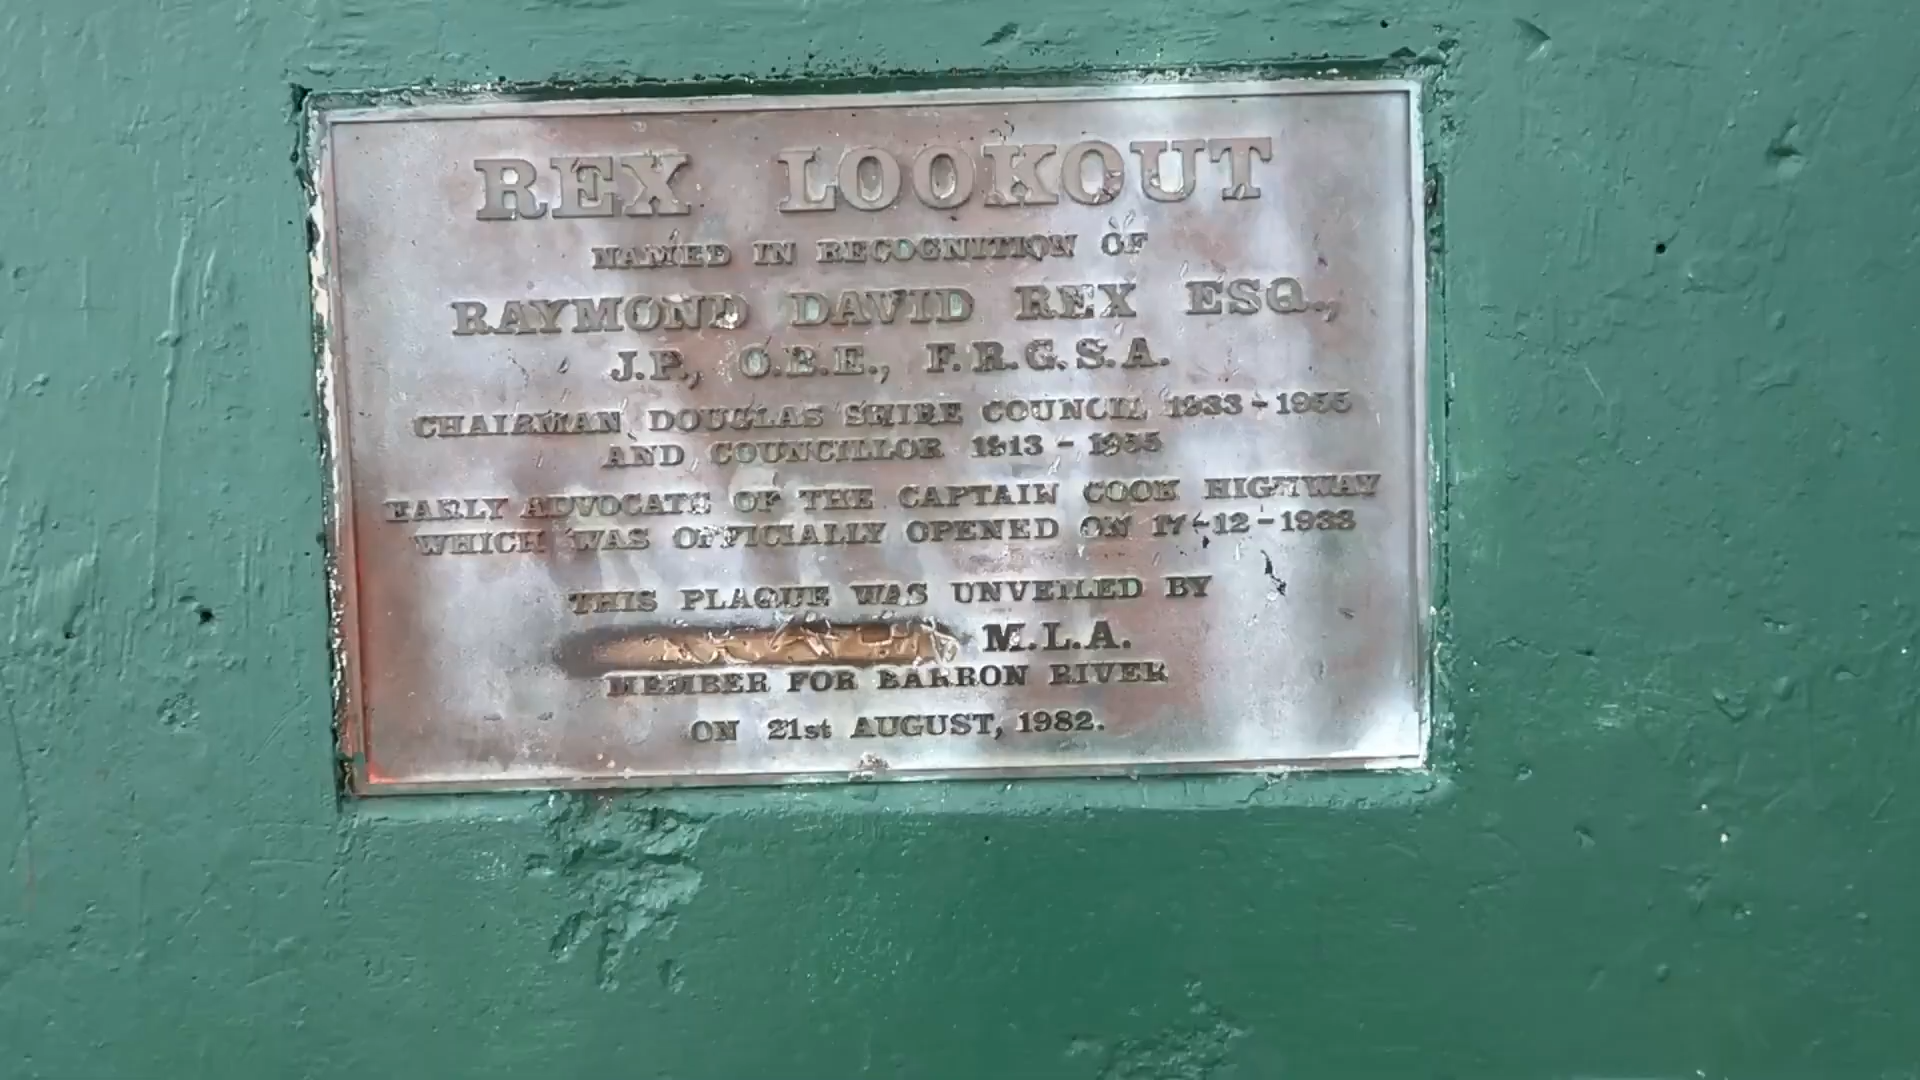 REX LOOKOUT
NAMED IN RECOGNITION OF
RAYMOND DAVID REX ESQ.,
J.P., O.B.E., F.R.G.S.A.
CHAIRMAN DOUGLAS SHIRE COUNCIL 1933-1955
AND COUNCILLOR 1913 - 1955
EARLY ADVOCATE OF THE CAPTAIN COOK HIGHWAY
WHICH WAS OFFICIALLY OPENED ON 17-12-1933
THIS PLAQUE WAS UNVEILED BY
M.L.A.
MEMBER FOR BARRON RIVER
ON 21st AUGUST, 1982.